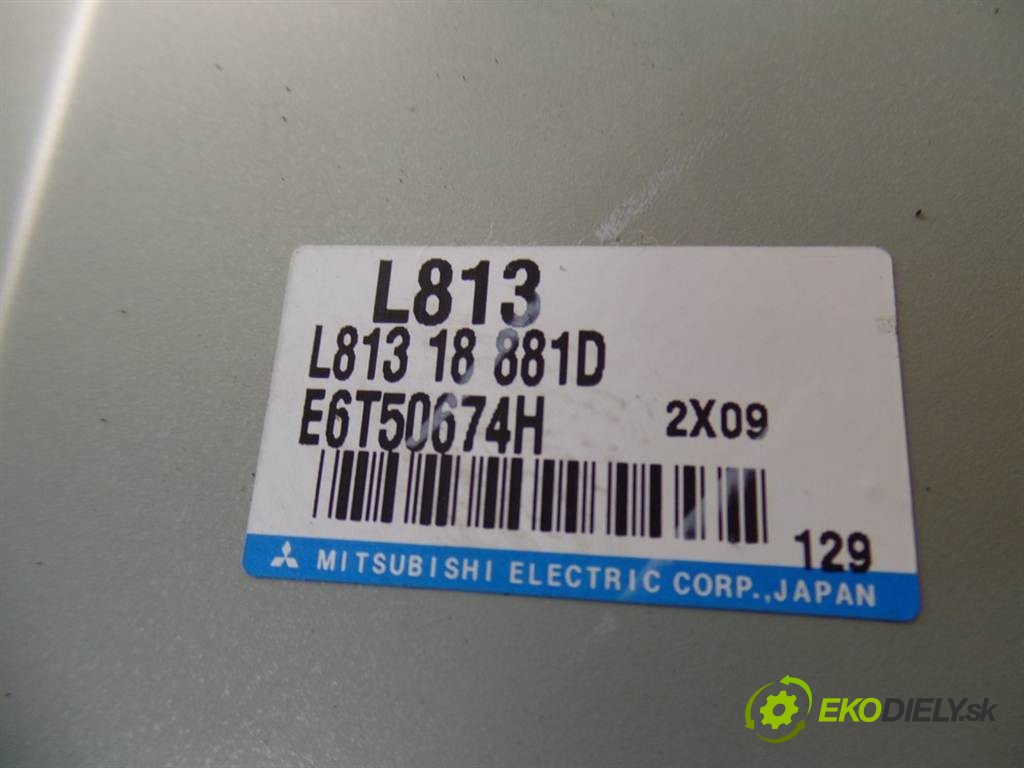 L813
L813 18 881D
E6T50674H 2X09
129
MITSUBISHI ELECTRIC CORP.,JAPAN
EKODIELY.sk